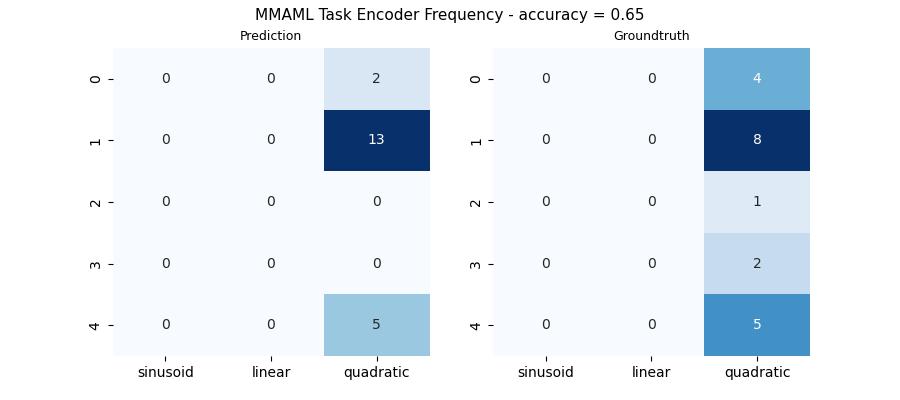 MMAML Task Encoder Frequency - accuracy = 0.65
Prediction
Groundtruth
0 0 0 2
1 0 0 13
2 0 0 0
3 0 0 0
4 0 0 5
sinusoid linear quadratic
0 0 0 4
1 0 0 8
2 0 0 1
3 0 0 2
4 0 0 5
sinusoid linear quadratic